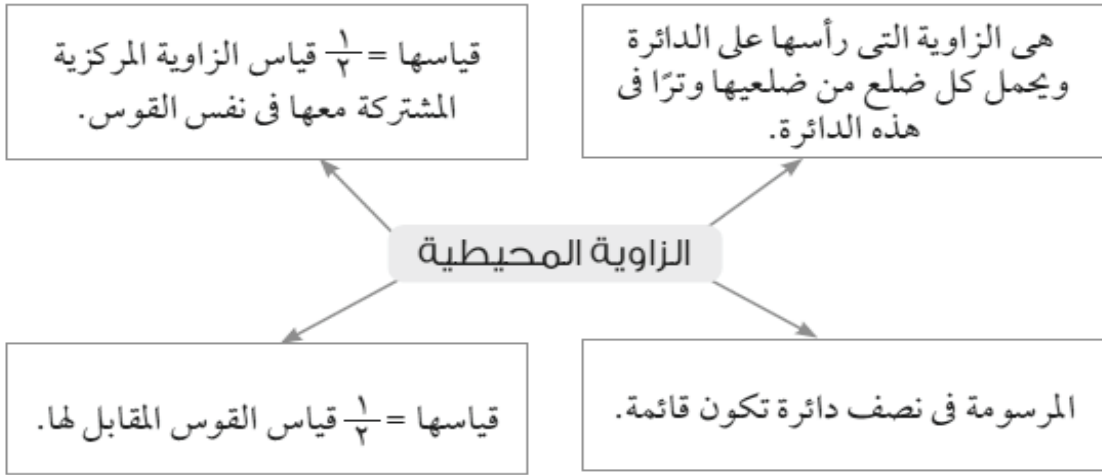 هى الزاوية التى رأسها على الدائرة
ويحمل كل ضلع من ضلعيها وترًا فى
هذه الدائرة.
قياسها = ١/٢ قياس الزاوية المركزية
المشتركة معها فى نفس القوس.
الزاوية المحيطية
المرسومة فى نصف دائرة تكون قائمة.
قياسها = ١/٢ قياس القوس المقابل لها.